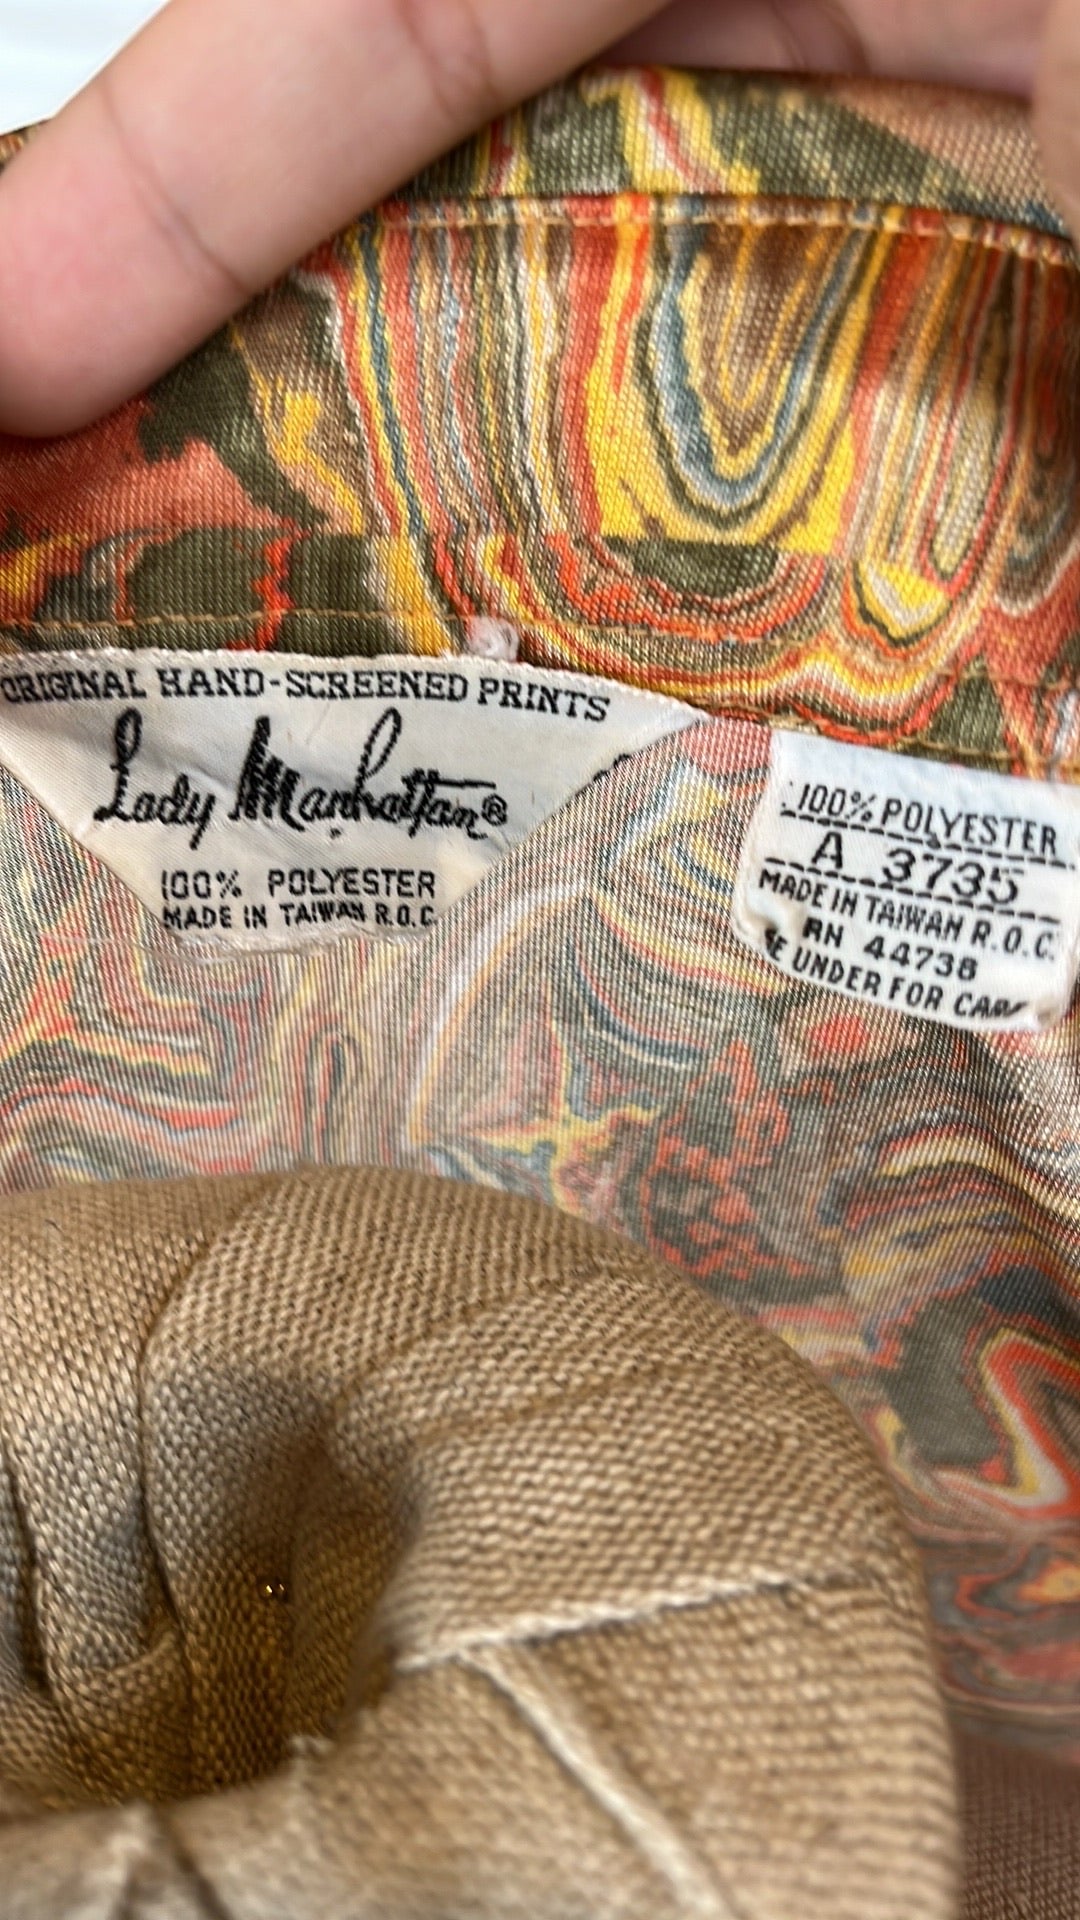 ORIGINAL HAND-SCREENED PRINTS
Lady Manhattan®
100% POLYESTER
MADE IN TAIWAN R.O.C.
100% POLYESTER
A 3735
MADE IN TAIWAN R.O.C.
RN 44738
UNDER FOR CARE